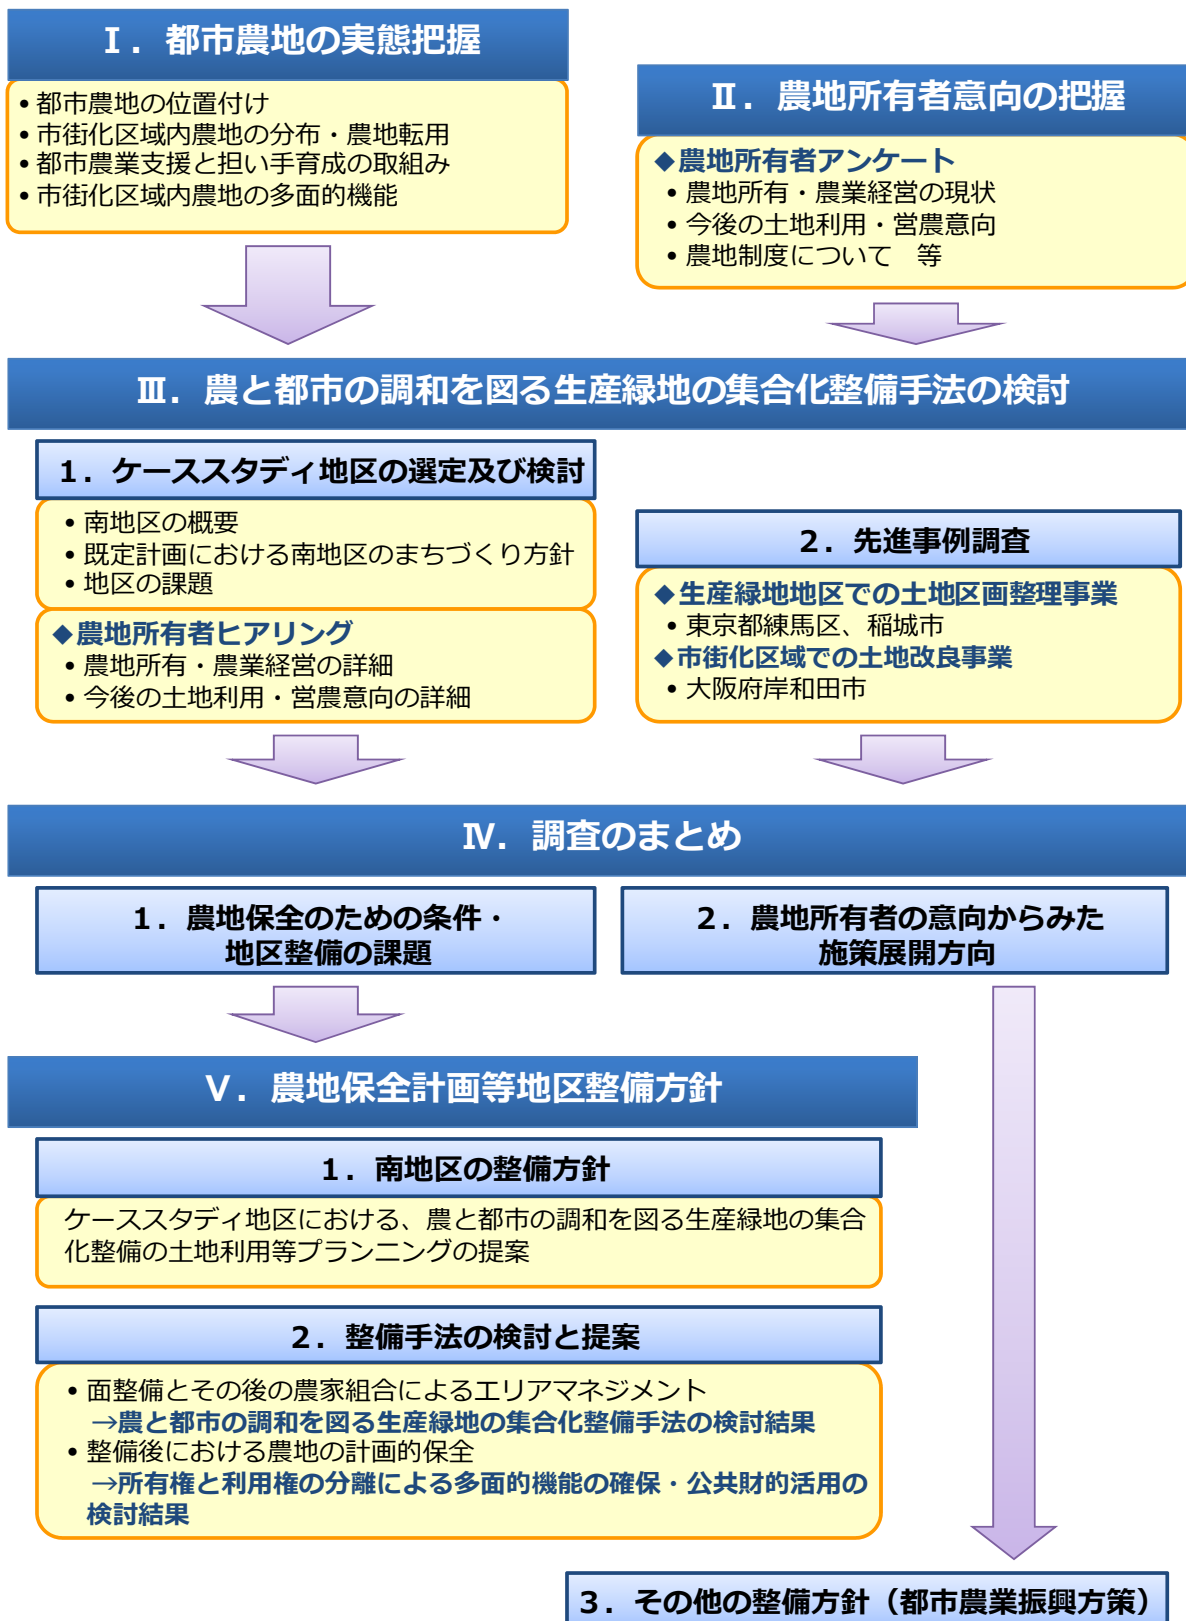 Ⅰ．都市農地の実態把握
• 都市農地の位置付け
• 市街化区域内農地の分布・農地転用
• 都市農業支援と担い手育成の取組み
• 市街化区域内農地の多面的機能
Ⅱ．農地所有者意向の把握
◆農地所有者アンケート
• 農地所有・農業経営の現状
• 今後の土地利用・営農意向
• 農地制度について　等
Ⅲ．農と都市の調和を図る生産緑地の集合化整備手法の検討
１．ケーススタディ地区の選定及び検討
• 南地区の概要
• 既定計画における南地区のまちづくり方針
• 地区の課題
◆農地所有者ヒアリング
• 農地所有・農業経営の詳細
• 今後の土地利用・営農意向の詳細
２．先進事例調査
◆生産緑地地区での土地区画整理事業
• 東京都練馬区、稲城市
◆市街化区域での土地改良事業
• 大阪府岸和田市
Ⅳ．調査のまとめ
１．農地保全のための条件・
地区整備の課題
２．農地所有者の意向からみた
施策展開方向
Ⅴ．農地保全計画等地区整備方針
１．南地区の整備方針
ケーススタディ地区における、農と都市の調和を図る生産緑地の集合
化整備の土地利用等プランニングの提案
２．整備手法の検討と提案
• 面整備とその後の農家組合によるエリアマネジメント
→農と都市の調和を図る生産緑地の集合化整備手法の検討結果
• 整備後における農地の計画的保全
→所有権と利用権の分離による多面的機能の確保・公共財的活用の
検討結果
３．その他の整備方針（都市農業振興方策）